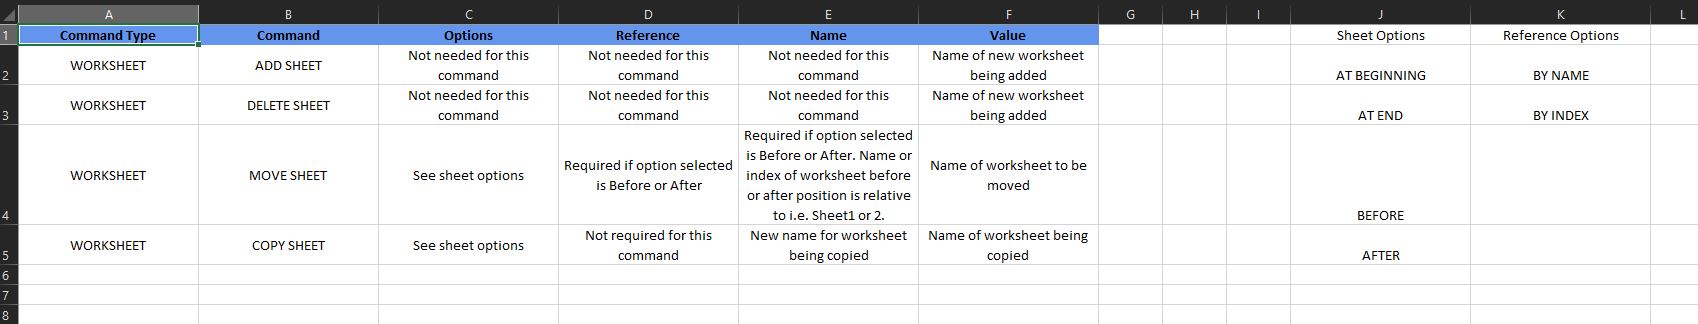 A B C D E F G H I J K L
1 Command Type Command Options Reference Name Value Sheet Options Reference Options
2 WORKSHEET ADD SHEET Not needed for this command Not needed for this command Not needed for this command Name of new worksheet being added AT BEGINNING BY NAME
3 WORKSHEET DELETE SHEET Not needed for this command Not needed for this command Not needed for this command Name of new worksheet being added AT END BY INDEX
4 WORKSHEET MOVE SHEET See sheet options Required if option selected is Before or After Required if option selected is Before or After. Name or index of worksheet before or after position is relative to i.e. Sheet1 or 2. Name of worksheet to be moved BEFORE
5 WORKSHEET COPY SHEET See sheet options Not required for this command New name for worksheet being copied Name of worksheet being copied AFTER
6
7
8